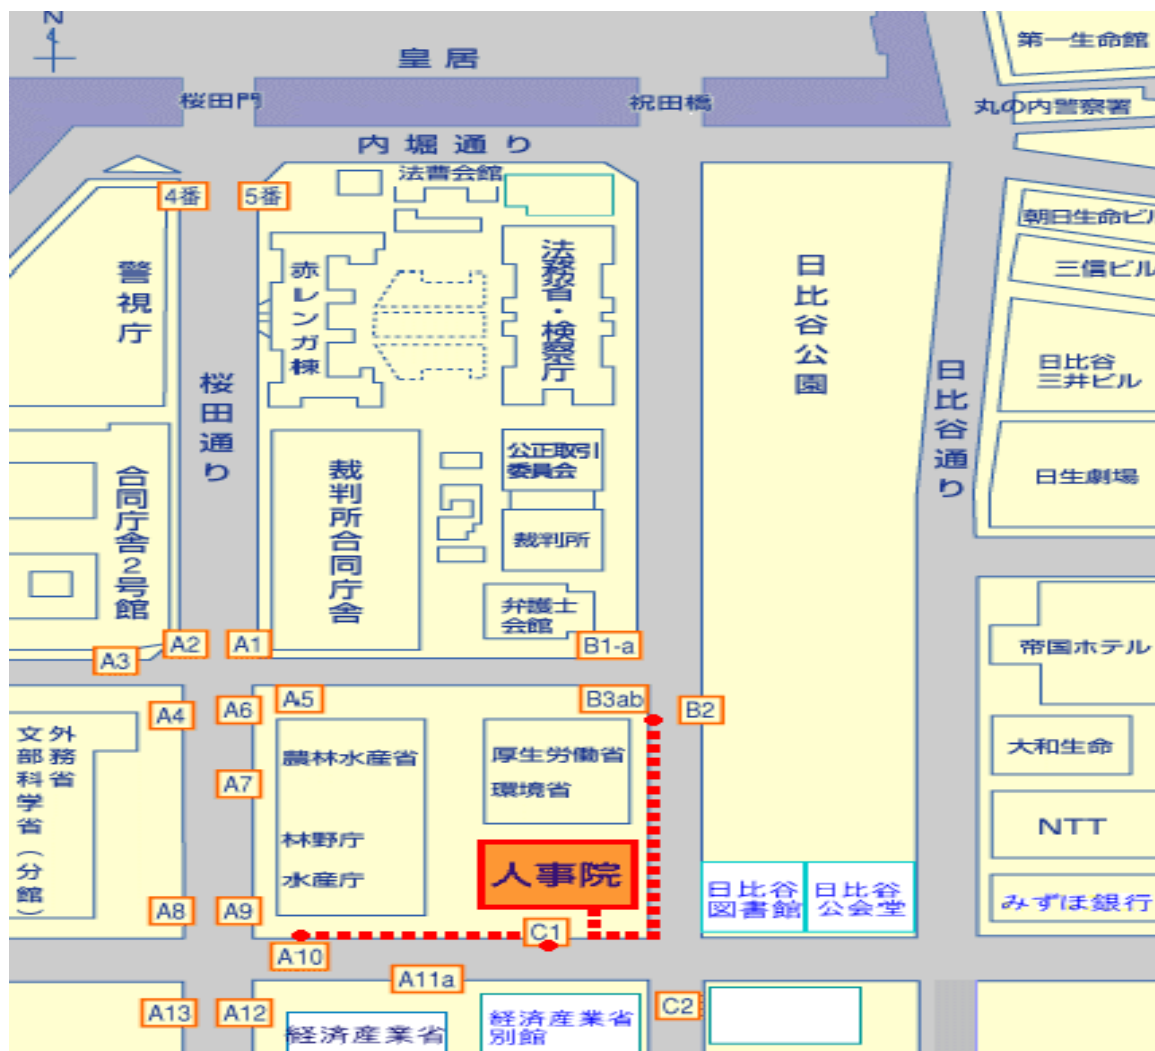 N
4
皇居
第一生命館
桜田門
祝田橋
丸の内警察署
内堀通り
法曹会館
4番
5番
朝日生命ビル
警視庁
赤レンガ棟
法務省・検察庁
日比谷公園
三信ビル
日比谷
三井ビル
桜田通り
日比谷通り
合同庁舎2号館
裁判所合同庁舎
公正取引
委員会
日生劇場
裁判所
弁護士
会館
A2
A1
B1-a
A3
帝国ホテル
A4
A6
A5
B3ab
B2
外務省
文部科学省(分館)
農林水産省
厚生労働省
環境省
大和生命
A7
林野庁
水産庁
人事院
NTT
日比谷
図書館
日比谷
公会堂
みずほ銀行
A8
A9
C1
A10
A11a
A13
A12
C2
経済産業省
経済産業省
別館